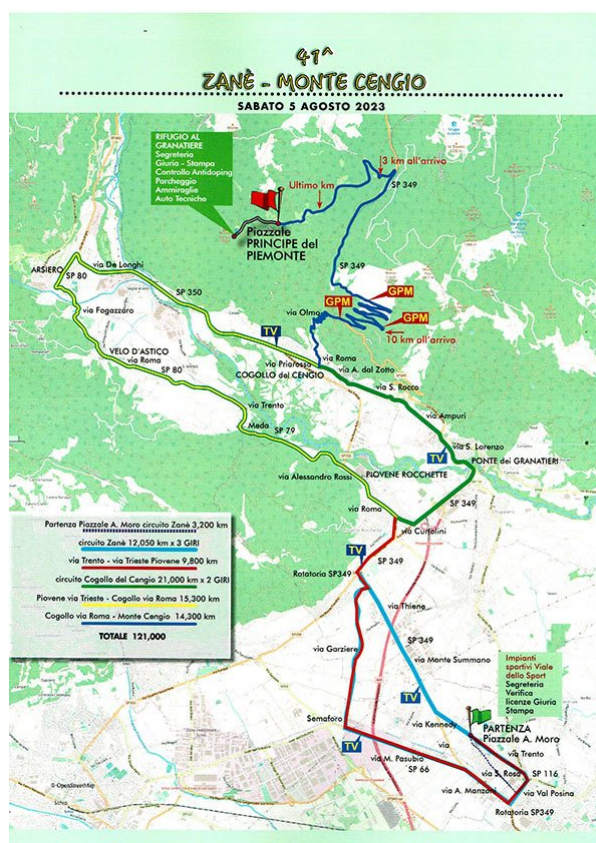 41^
ZANÈ - MONTE CENGIO
SABATO 5 AGOSTO 2023
RIFUGIO AL
GRANATIERE
Segreteria
Giuria - Stampa
Controllo Antidoping
Parcheggio
Ammiraglie
Auto Tecniche
3 km all'arrivo
Ultimo km
SP 349
Piazzale
PRINCIPE del
PIEMONTE
SP 349
via De Longhi
ARSIERO
SP 80
SP 350
GPM
GPM
GPM
via Olmo
10 km all'arrivo
via Fogazzaro
TV
VELO D'ASTICO
via Roma
SP 80
via Roma
via Priarossa
COGOLLO del CENGIO
via A. dal Zotto
via S. Rocco
via Trento
Meda
SP 79
via Ampuri
via S. Lorenzo
TV
PONTE dei GRANATIERI
via Alessandro Rossi
PIOVENE ROCCHETTE
via Roma
SP 349
via Curtolini
Partenza Piazzale A. Moro circuito Zanè 3,200 km
circuito Zanè 12,050 km x 3 GIRI
via Trento - via Trieste Piovene 9,800 km
circuito Cogollo del Cengio 21,000 km x 2 GIRI
Piovene via Trieste - Cogollo via Roma 15,300 km
Cogollo via Roma - Monte Cengio 14,300 km
TOTALE 121,000
SP 349
TV
Rotatoria SP349
via Thiene
SP 349
via Garziere
via Monte Summano
Impianti
sportivi Viale
dello Sport
Segreteria
Verifica
licenze Giuria
Stampa
TV
Semaforo
via Kennedy
PARTENZA
Piazzale A. Moro
TV
via
via Trento
via M. Pasubio
SP 66
via S. Rosa
SP 116
via A. Manzoni
via Val Posina
Rotatoria SP349
© OpenStreetMap
Schio